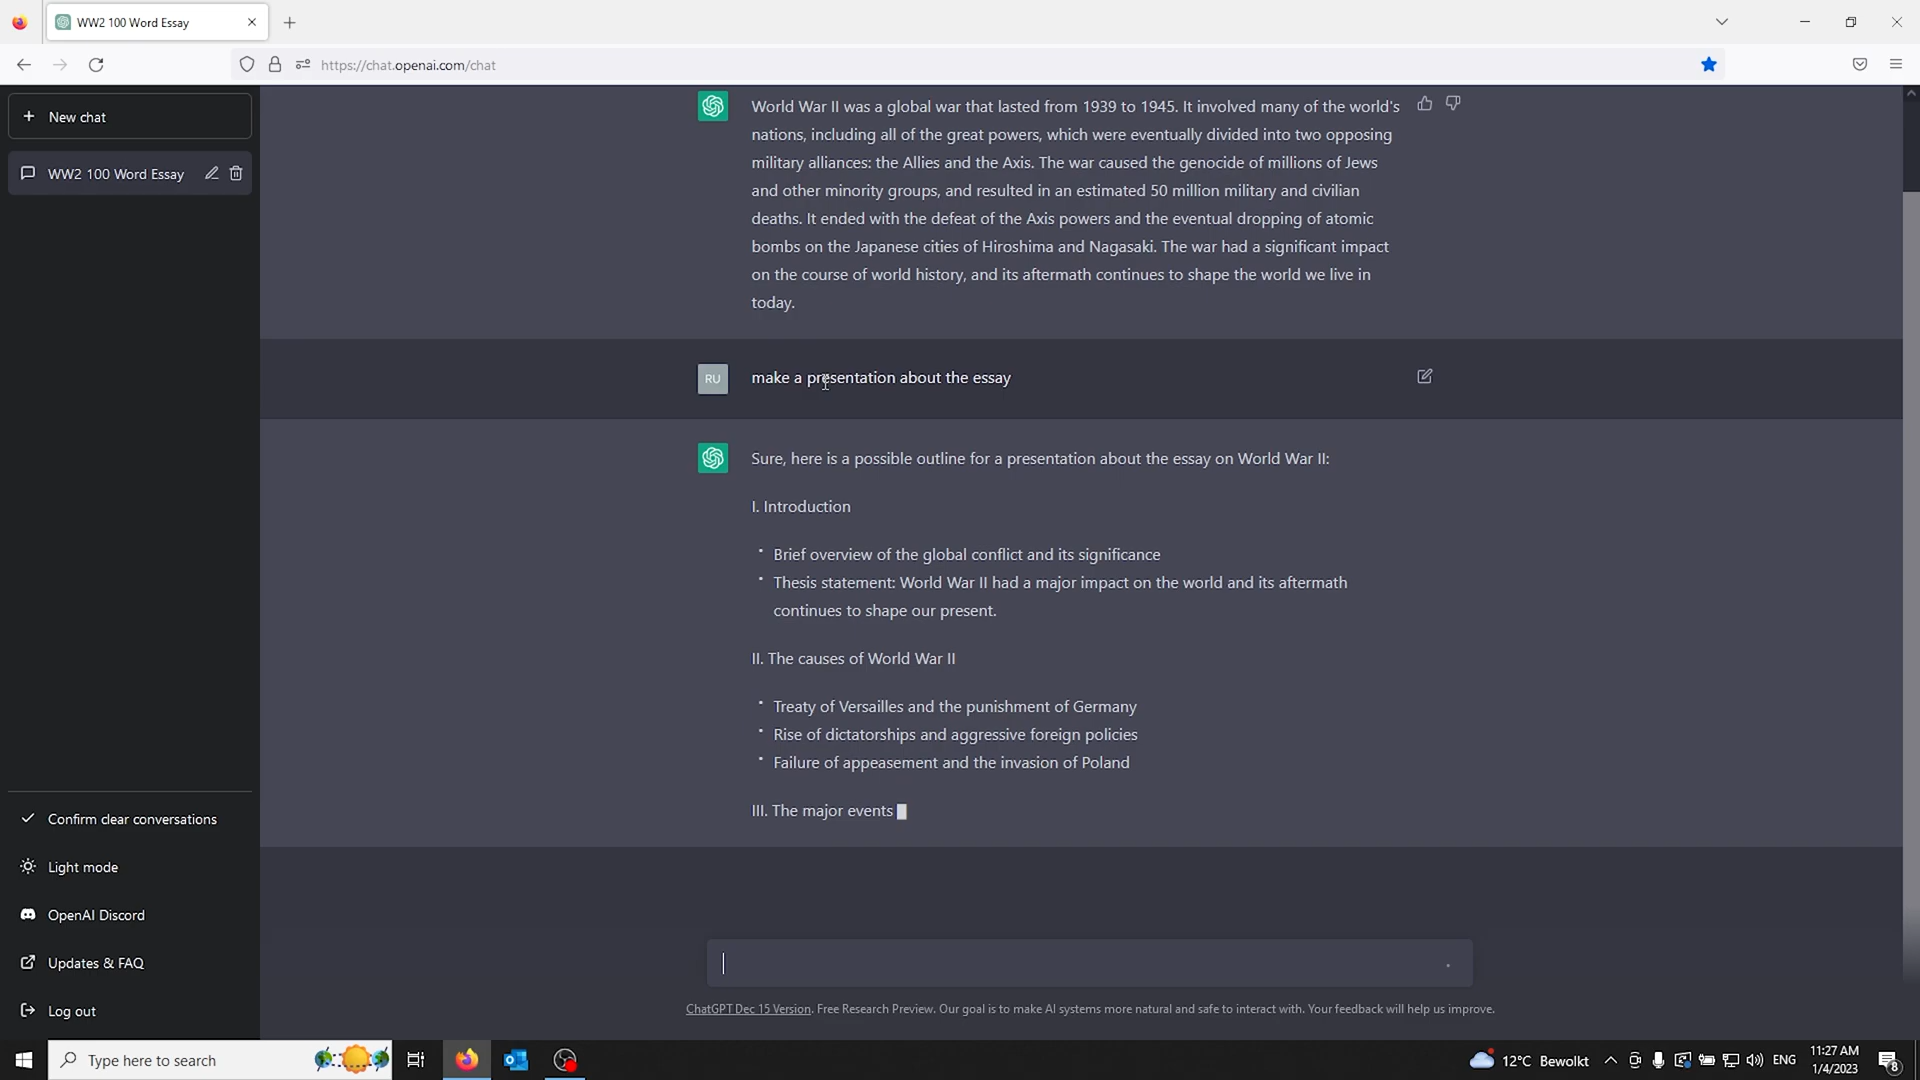 WW2 100 Word Essay
https://chat.openai.com/chat
New chat
WW2 100 Word Essay
World War II was a global war that lasted from 1939 to 1945. It involved many of the world's
nations, including all of the great powers, which were eventually divided into two opposing
military alliances: the Allies and the Axis. The war caused the genocide of millions of Jews
and other minority groups, and resulted in an estimated 50 million military and civilian
deaths. It ended with the defeat of the Axis powers and the eventual dropping of atomic
bombs on the Japanese cities of Hiroshima and Nagasaki. The war had a significant impact
on the course of world history, and its aftermath continues to shape the world we live in
today.
RU
make a presentation about the essay
Sure, here is a possible outline for a presentation about the essay on World War II:
I. Introduction
Brief overview of the global conflict and its significance
Thesis statement: World War II had a major impact on the world and its aftermath
continues to shape our present.
II. The causes of World War II
Treaty of Versailles and the punishment of Germany
Rise of dictatorships and aggressive foreign policies
Failure of appeasement and the invasion of Poland
III. The major events
Confirm clear conversations
Light mode
OpenAI Discord
Updates & FAQ
Log out
ChatGPT Dec 15 Version. Free Research Preview. Our goal is to make AI systems more natural and safe to interact with. Your feedback will help us improve.
Type here to search
12°C Bewolkt
ENG
11:27 AM
1/4/2023
8